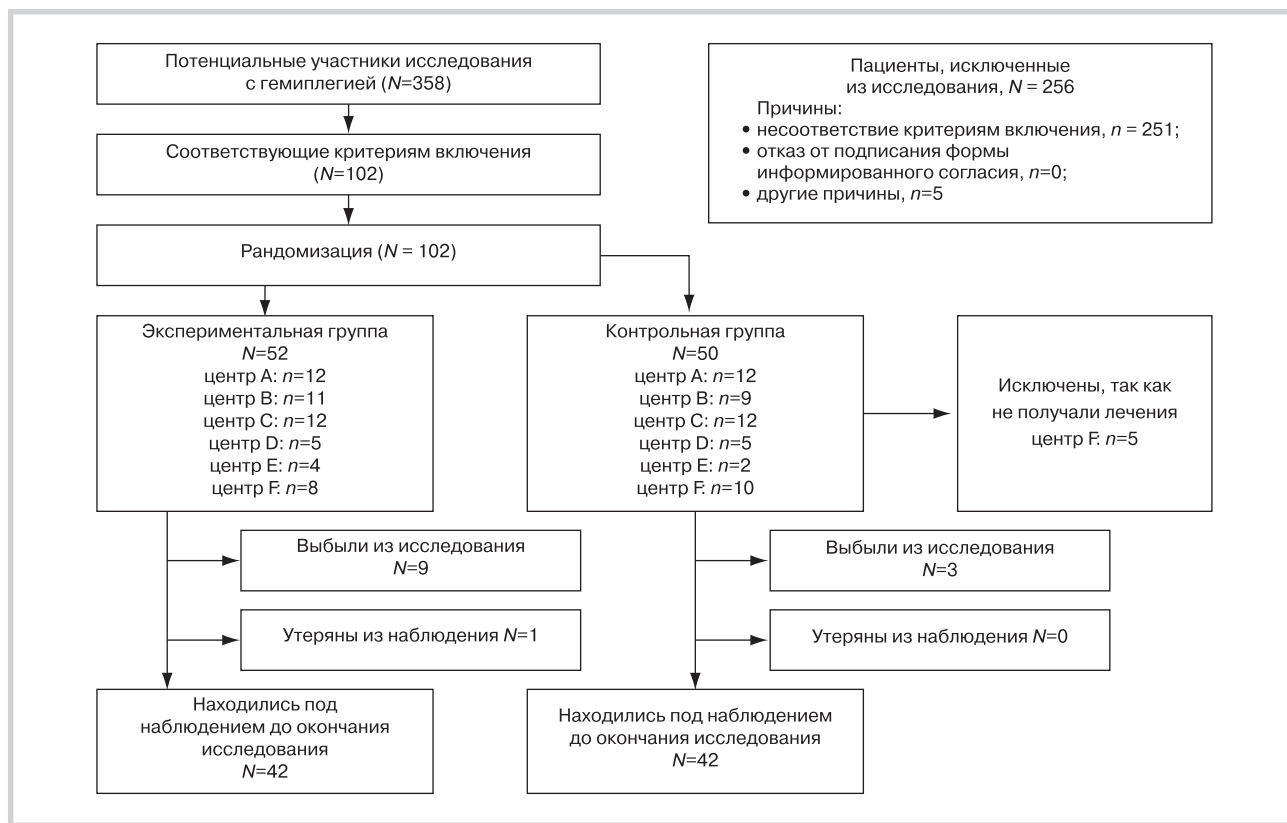 Потенциальные участники исследования
с гемиплегией (N=358)
Пациенты, исключенные
из исследования, N = 256
Причины:
• несоответствие критериям включения, n = 251;
• отказ от подписания формы
информированного согласия, n=0;
• другие причины, n=5
Соответствующие критериям включения
(N=102)
Рандомизация (N = 102)
Экспериментальная группа
N=52
центр A: n=12
центр B: n=11
центр C: n=12
центр D: n=5
центр E: n=4
центр F: n=8
Контрольная группа
N=50
центр A: n=12
центр B: n=9
центр C: n=12
центр D: n=5
центр E: n=2
центр F: n=10
Исключены, так как
не получали лечения
центр F: n=5
Выбыли из исследования
N=9
Выбыли из исследования
N=3
Утеряны из наблюдения N=1
Утеряны из наблюдения N=0
Находились под
наблюдением до окончания
исследования
N=42
Находились под наблюдением
до окончания исследования
N=42